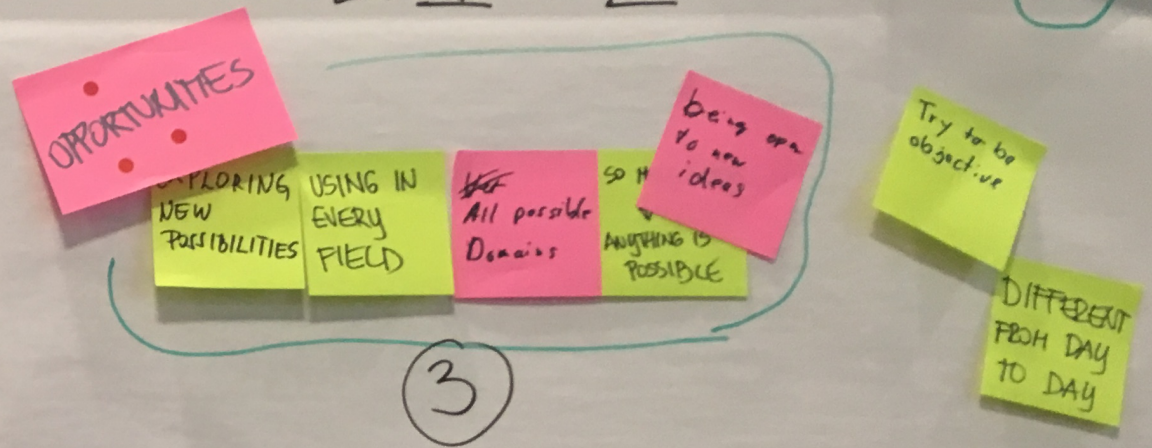 OPPORTUNITIES
EXPLORING
NEW
POSSIBILITIES
USING IN
EVERY
FIELD
All possible
Domains
SO
ANYTHING IS
POSSIBLE
being open
to new
ideas
3
Try to be
objective
DIFFERENT
FROM DAY
TO DAY